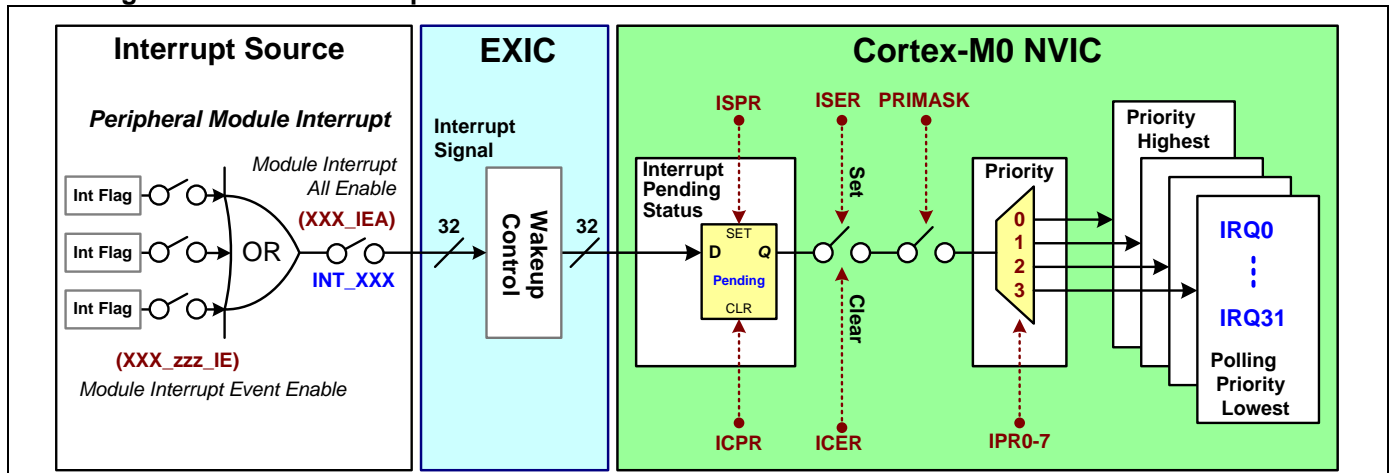 Interrupt Source
Peripheral Module Interrupt
Module Interrupt
All Enable
(XXX_IEA)
INT_XXX
Int Flag
Int Flag
Int Flag
OR
(XXX_zzz_IE)
Module Interrupt Event Enable
EXIC
Interrupt
Signal
32
Wakeup
Control
32
Cortex-M0 NVIC
ISPR
ISER
PRIMASK
Interrupt
Pending
Status
SET
D
Q
Pending
CLR
Set
Clear
ICPR
ICER
Priority
0
1
2
3
IPR0-7
Priority
Highest
IRQ0
IRQ31
Polling
Priority
Lowest